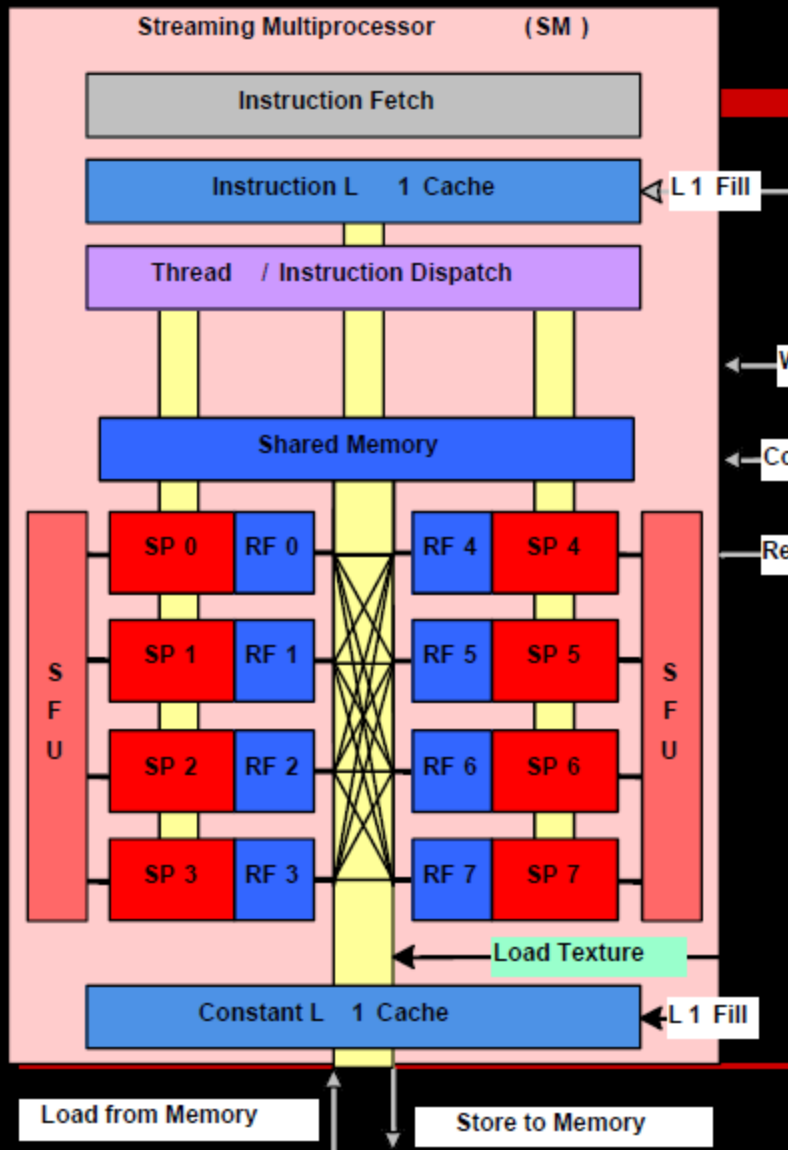 Streaming Multiprocessor (SM)
Instruction Fetch
Instruction L 1 Cache
L 1 Fill
Thread / Instruction Dispatch
Shared Memory
SP 0 RF 0 RF 4 SP 4
SP 1 RF 1 RF 5 SP 5
SP 2 RF 2 RF 6 SP 6
SP 3 RF 3 RF 7 SP 7
S
F
U
S
F
U
Load Texture
Constant L 1 Cache
L 1 Fill
Load from Memory
Store to Memory